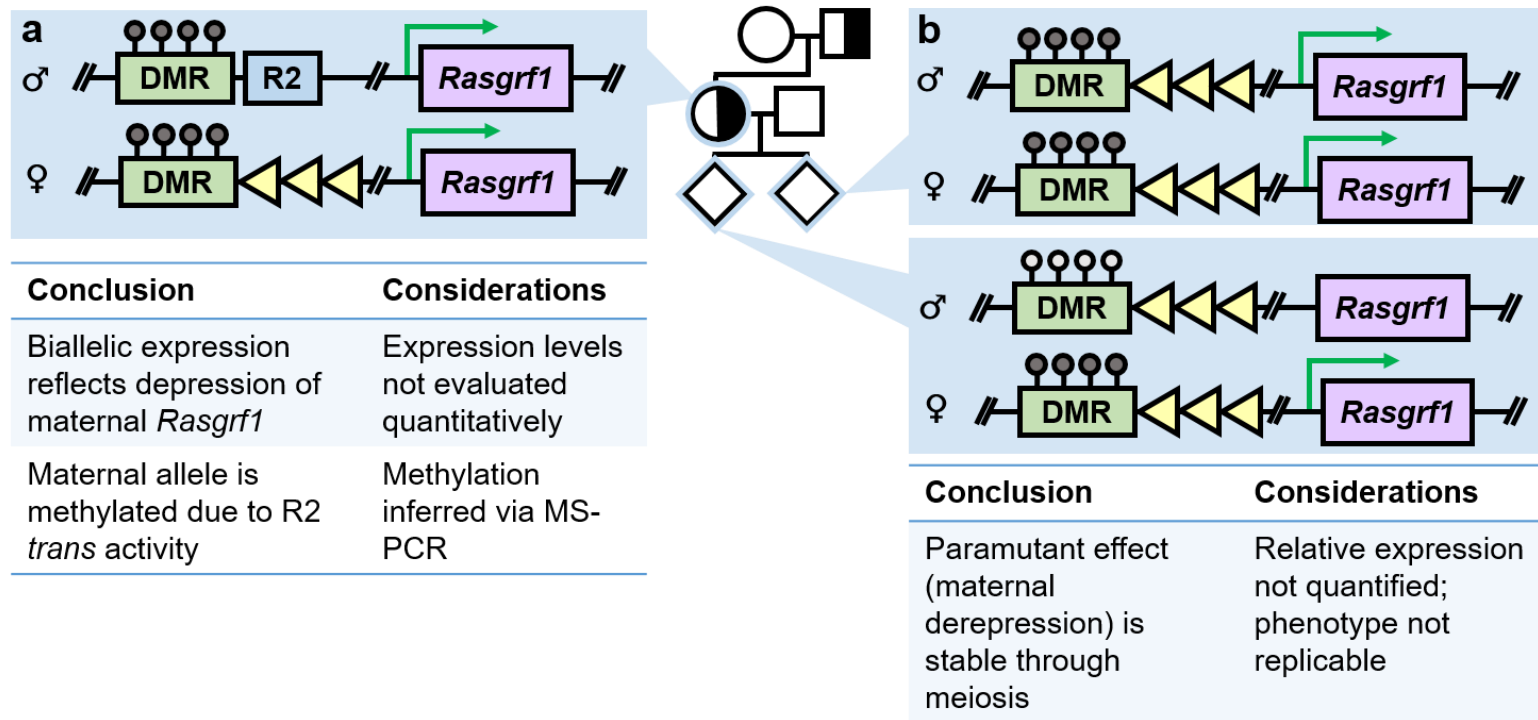 a
♂ DMR R2 Rasgrf1
♀ DMR Rasgrf1
Conclusion Considerations
Biallelic expression Expression levels
reflects depression of not evaluated
maternal Rasgrf1 quantitatively
Maternal allele is Methylation
methylated due to R2 inferred via MS-
trans activity PCR
b
♂ DMR Rasgrf1
♀ DMR Rasgrf1
♂ DMR Rasgrf1
♀ DMR Rasgrf1
Conclusion Considerations
Paramutant effect Relative expression
(maternal not quantified;
derepression) is phenotype not
stable through replicable
meiosis